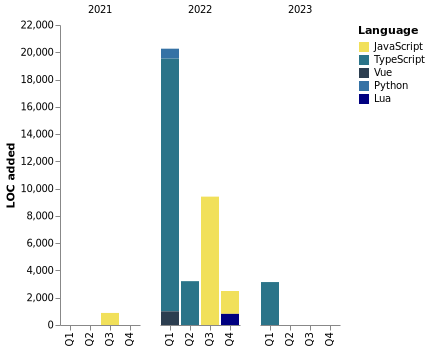 2021 2022 2023
Language
JavaScript
TypeScript
Vue
Python
Lua
LOC added
22,000
20,000
18,000
16,000
14,000
12,000
10,000
8,000
6,000
4,000
2,000
0
Q1 Q2 Q3 Q4 Q1 Q2 Q3 Q4 Q1 Q2 Q3 Q4